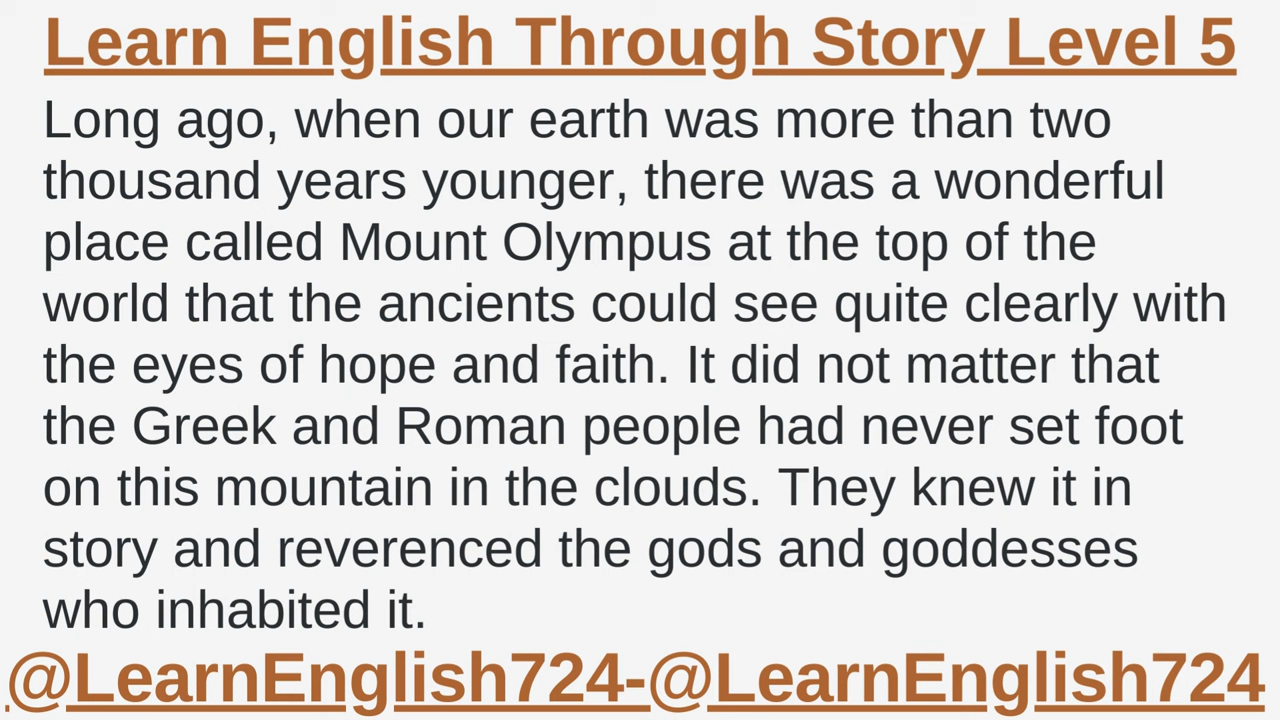 Learn English Through Story Level 5
Long ago, when our earth was more than two
thousand years younger, there was a wonderful
place called Mount Olympus at the top of the
world that the ancients could see quite clearly with
the eyes of hope and faith. It did not matter that
the Greek and Roman people had never set foot
on this mountain in the clouds. They knew it in
story and reverenced the gods and goddesses
who inhabited it.
@LearnEnglish724-@LearnEnglish724